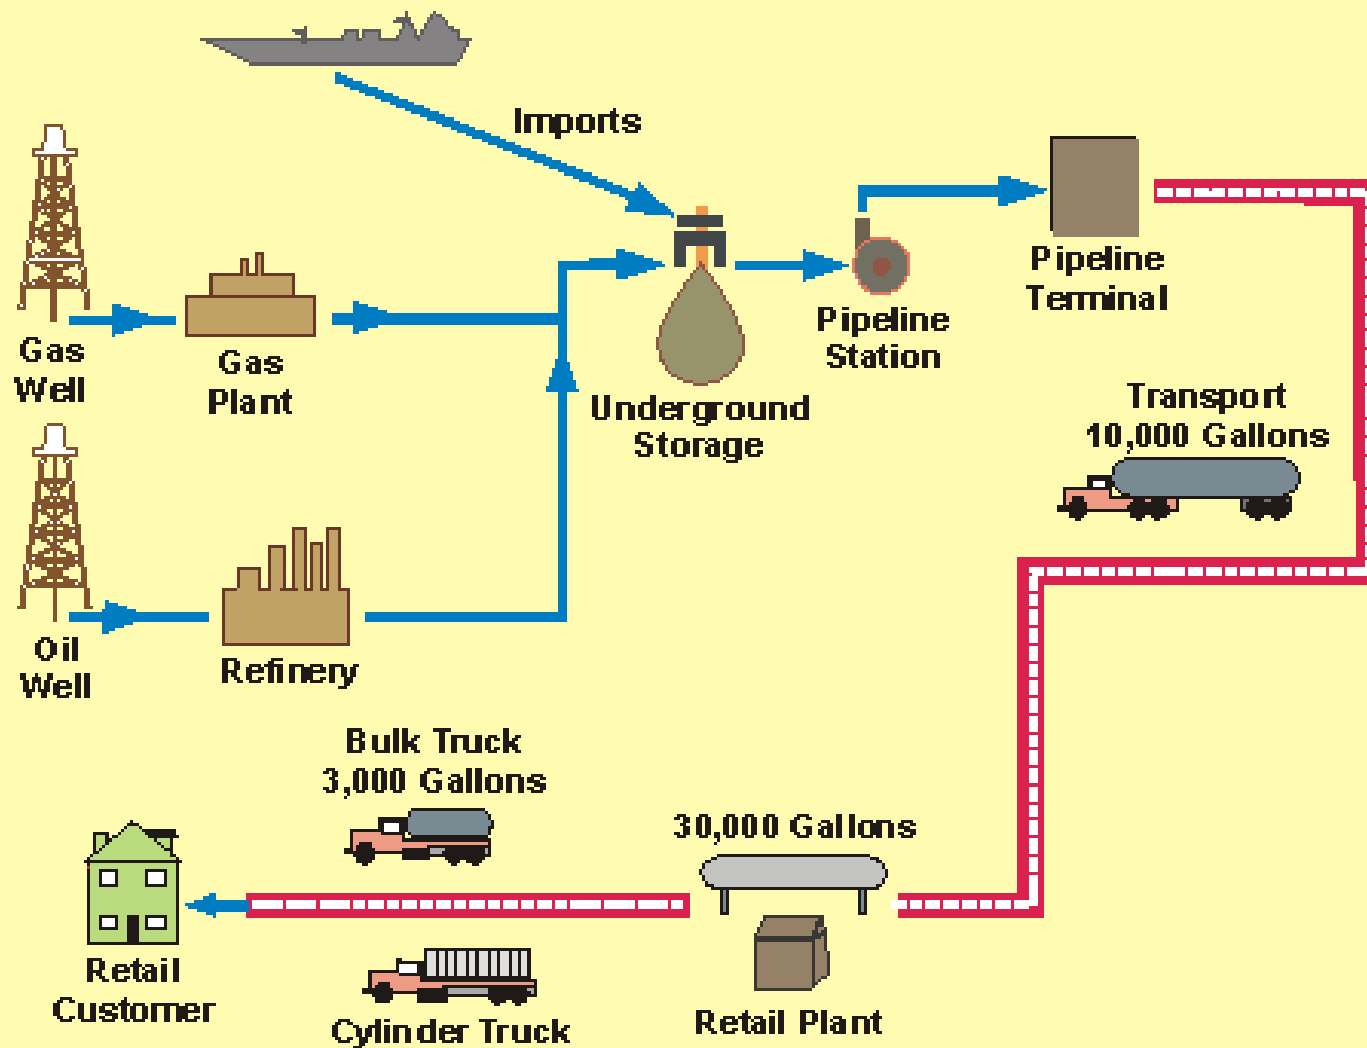 Imports
Gas
Well
Gas
Plant
Underground
Storage
Pipeline
Station
Pipeline
Terminal
Transport
10,000 Gallons
Oil
Well
Refinery
Bulk Truck
3,000 Gallons
30,000 Gallons
Retail
Customer
Cylinder Truck
Retail Plant